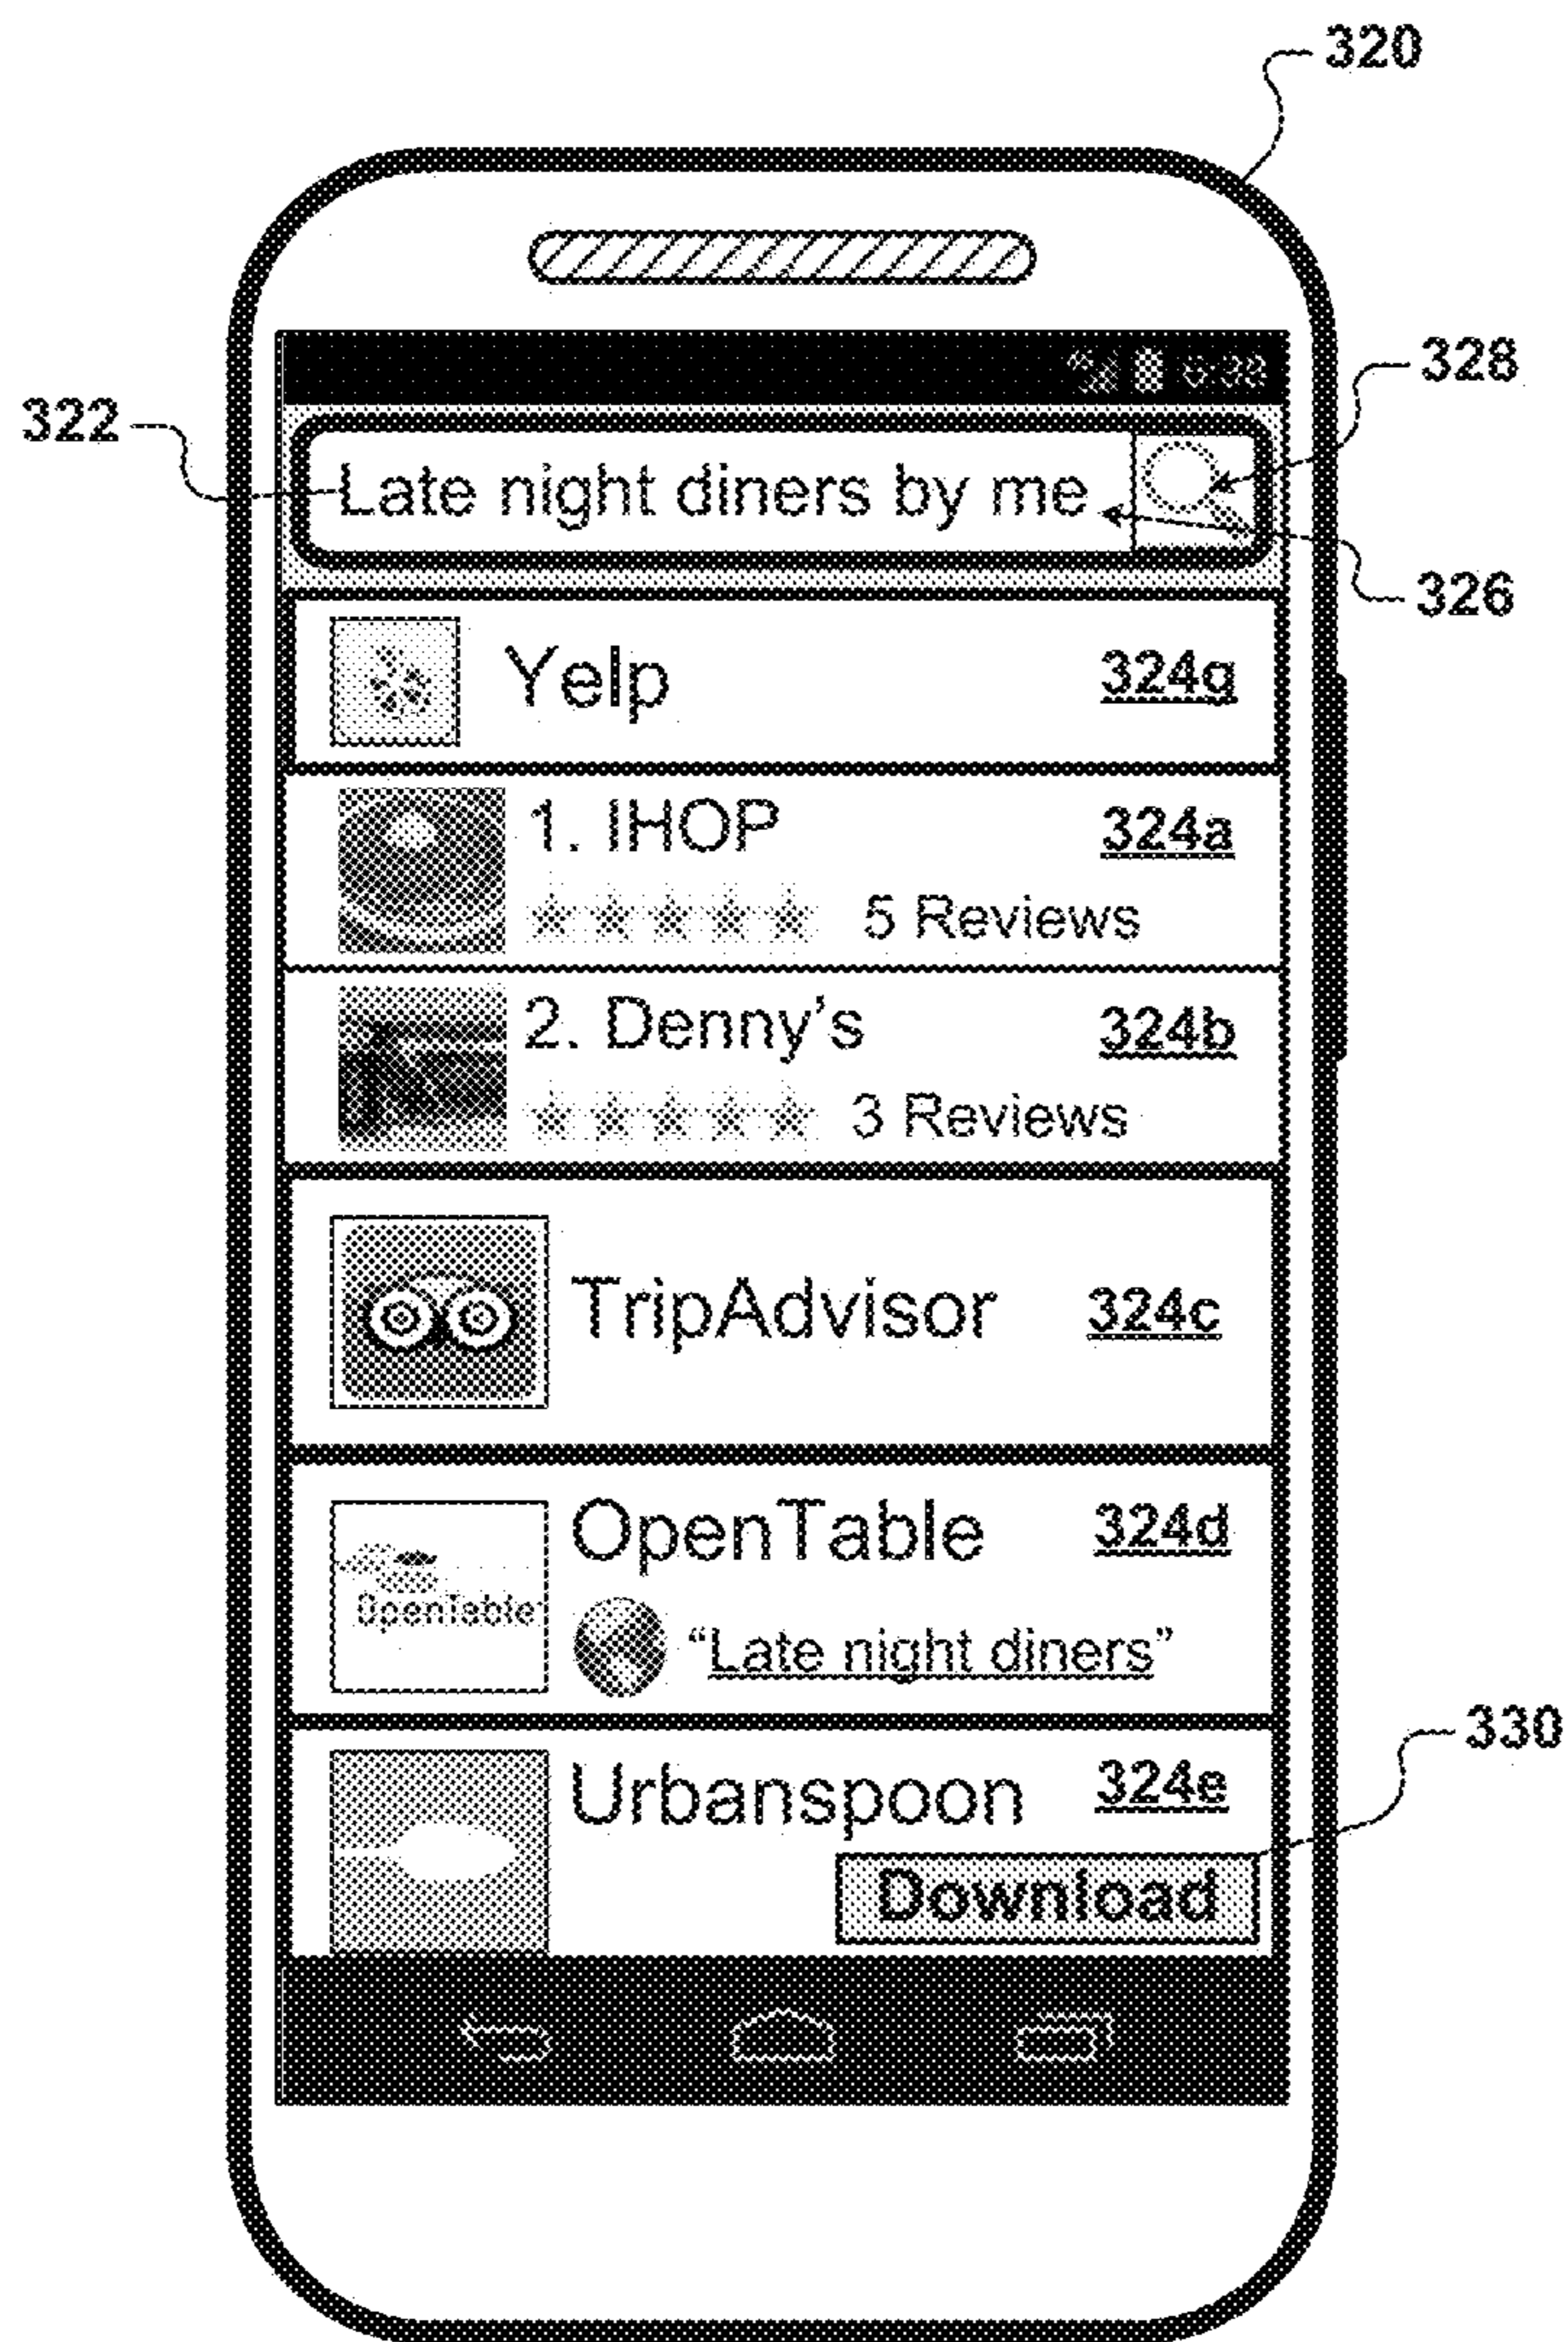 320
328
322
Late night diners by me
326
Yelp 324g
1. IHOP 324a
5 Reviews
2. Denny's 324b
3 Reviews
TripAdvisor 324c
OpenTable 324d
OpenTable
“Late night diners”
330
Urbanspoon 324e
Download